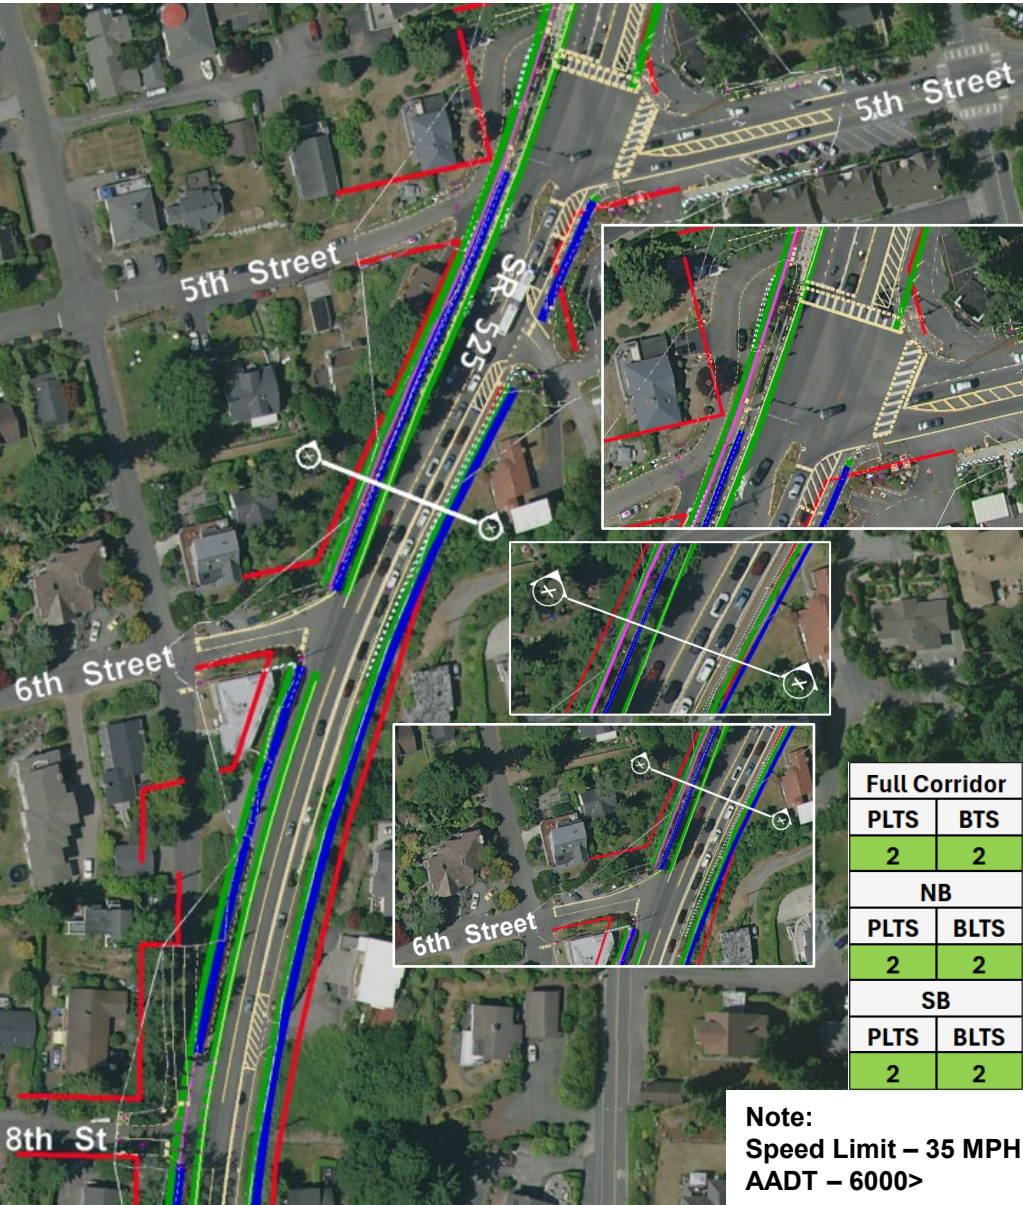 5th Street
5th Street
SR 525
6th Street
6th Street
8th St
Full Corridor
PLTS BTS
2 2
NB
PLTS BLTS
2 2
SB
PLTS BLTS
2 2
Note:
Speed Limit – 35 MPH
AADT – 6000>